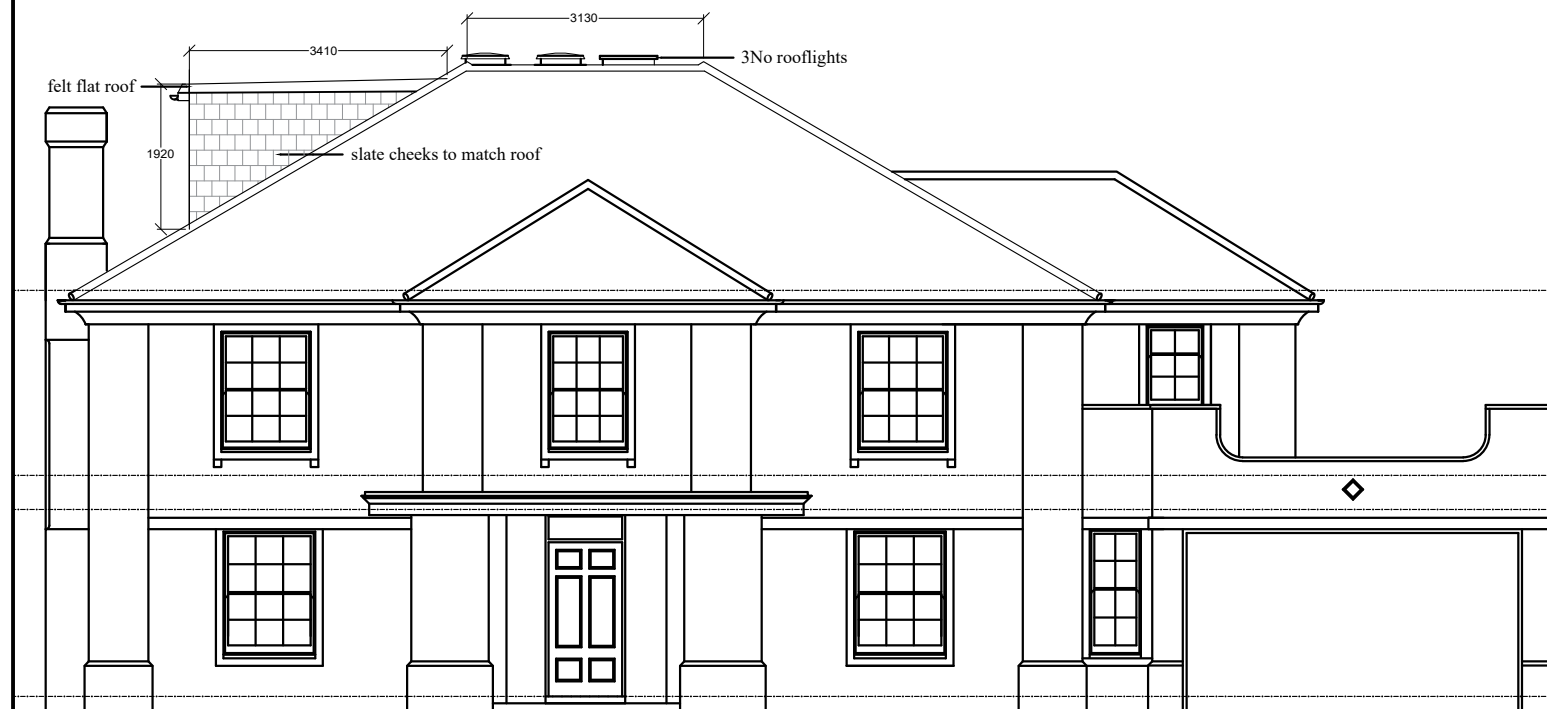 3130
3410
3No rooflights
felt flat roof
1920
slate cheeks to match roof